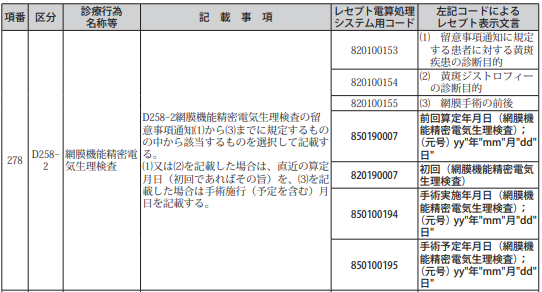 項番
区分
診療行為
名称等
記 載 事 項
レセプト電算処理
システム用コード
左記コードによる
レセプト表示文言
278
D258-
2
網膜機能精密電
気生理検査
D258-2網膜機能精密電気生理検査の留
意事項通知⑴から⑶までに規定するもの
の中から該当するものを選択して記載す
る。
⑴又は⑵を記載した場合は、直近の算定
月日（初回であればその旨）を、⑶を記
載した場合は手術施行（予定を含む）月
日を記載する。
820100153
⑴ 留意事項通知に規定
する患者に対する黄斑
疾患の診断目的
820100154
⑵ 黄斑ジストロフィー
の診断目的
820100155
⑶ 網膜手術の前後
850190007
前回算定年月日（網膜機
能精密電気生理検査）；
（元号）yy"年"mm"月"dd"
日"
820190007
初回（網膜機能精密電気
生理検査）
850100194
手術実施年月日（網膜機
能精密電気生理検査）；
（元号）yy"年"mm"月"dd"
日"
850100195
手術予定年月日（網膜機
能精密電気生理検査）；
（元号）yy"年"mm"月"dd"
日"